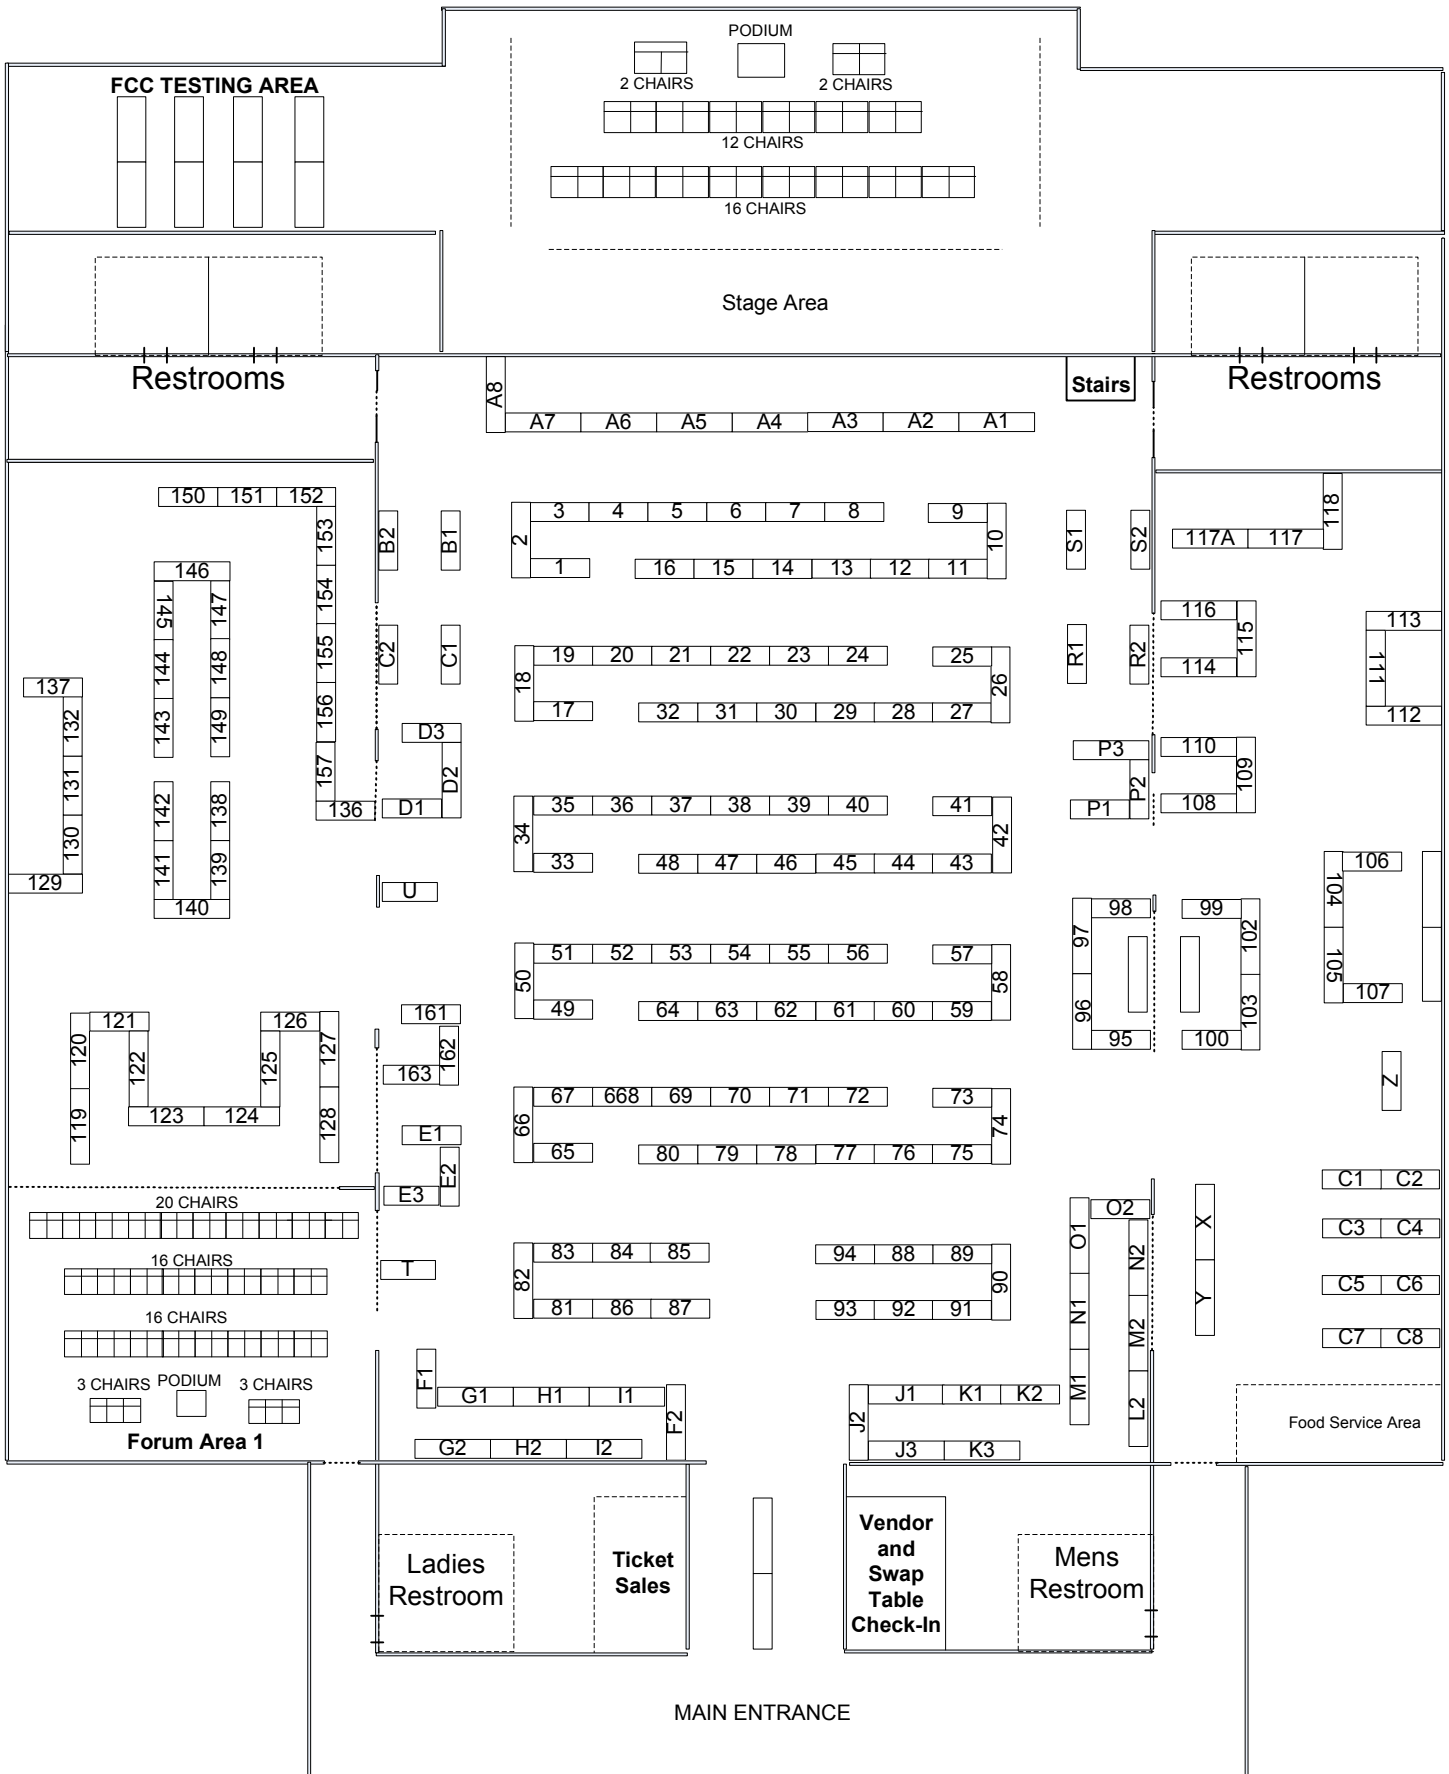 PODIUM
FCC TESTING AREA
2 CHAIRS
2 CHAIRS
12 CHAIRS
16 CHAIRS
Stage Area
Restrooms
Stairs
Restrooms
A8
A7 A6 A5 A4 A3 A2 A1
150 151 152
153
154
155
156
157
136
146
145
144
143
147
148
149
142
141
138
139
140
137
132
131
130
129
B2
B1
C2
C1
D3
D2
D1
U
2
3 4 5 6 7 8
9
10
1
16 15 14 13 12 11
18
19 20 21 22 23 24
25
26
17
32 31 30 29 28 27
34
35 36 37 38 39 40
41
42
33
48 47 46 45 44 43
50
51 52 53 54 55 56
57
58
49
64 63 62 61 60 59
66
67 668 69 70 71 72
73
74
65
80 79 78 77 76 75
82
83 84 85
94 88 89
90
81 86 87
93 92 91
S1
S2
R1
R2
P3
P2
P1
118
117A 117
116
115
114
113
111
112
110
109
108
106
104
105
107
98
97
96
95
99
102
103
100
Z
121
120
119
122
123 124
125
126
127
128
161
162
163
E1
E2
E3
T
20 CHAIRS
16 CHAIRS
16 CHAIRS
3 CHAIRS
PODIUM
3 CHAIRS
Forum Area 1
F1
G1 H1 I1
F2
G2 H2 I2
J2
J1 K1 K2
J3 K3
O2
O1
N1
M1
N2
M2
L2
X
Y
C1 C2
C3 C4
C5 C6
C7 C8
Food Service Area
Ladies
Restroom
Ticket
Sales
Vendor
and
Swap
Table
Check-In
Mens
Restroom
MAIN ENTRANCE